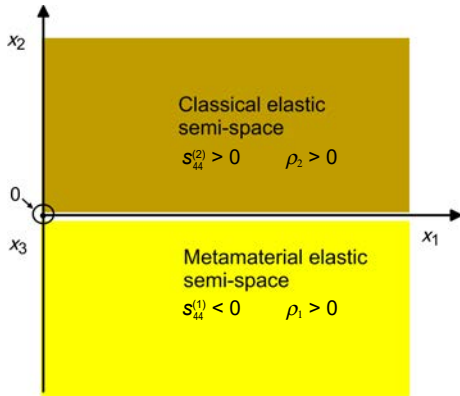 x₂
Classical elastic
semi-space
s₄₄⁽²⁾ > 0 ρ₂ > 0
0
x₃
x₁
Metamaterial elastic
semi-space
s₄₄⁽¹⁾ < 0 ρ₁ > 0